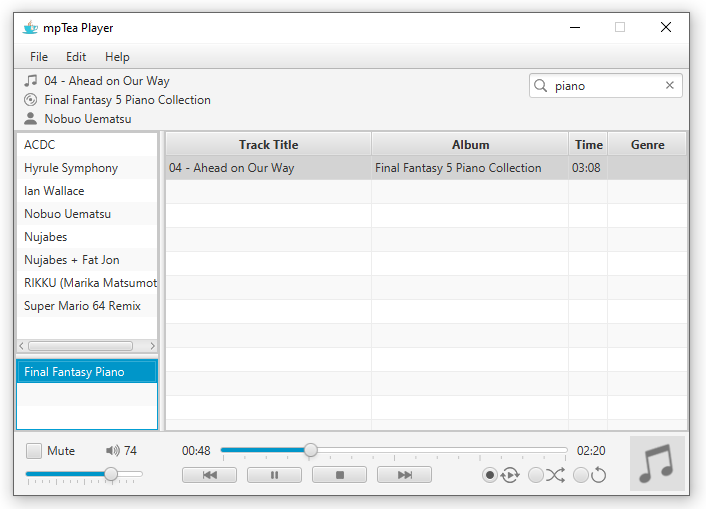 mpTea Player
File Edit Help
04 - Ahead on Our Way
Final Fantasy 5 Piano Collection
Nobuo Uematsu
piano
ACDC
Hyrule Symphony
Ian Wallace
Nobuo Uematsu
Nujabes
Nujabes + Fat Jon
RIKKU (Marika Matsumot
Super Mario 64 Remix
Final Fantasy Piano
Track Title Album Time Genre
04 - Ahead on Our Way Final Fantasy 5 Piano Collection 03:08
Mute 74 00:48 02:20